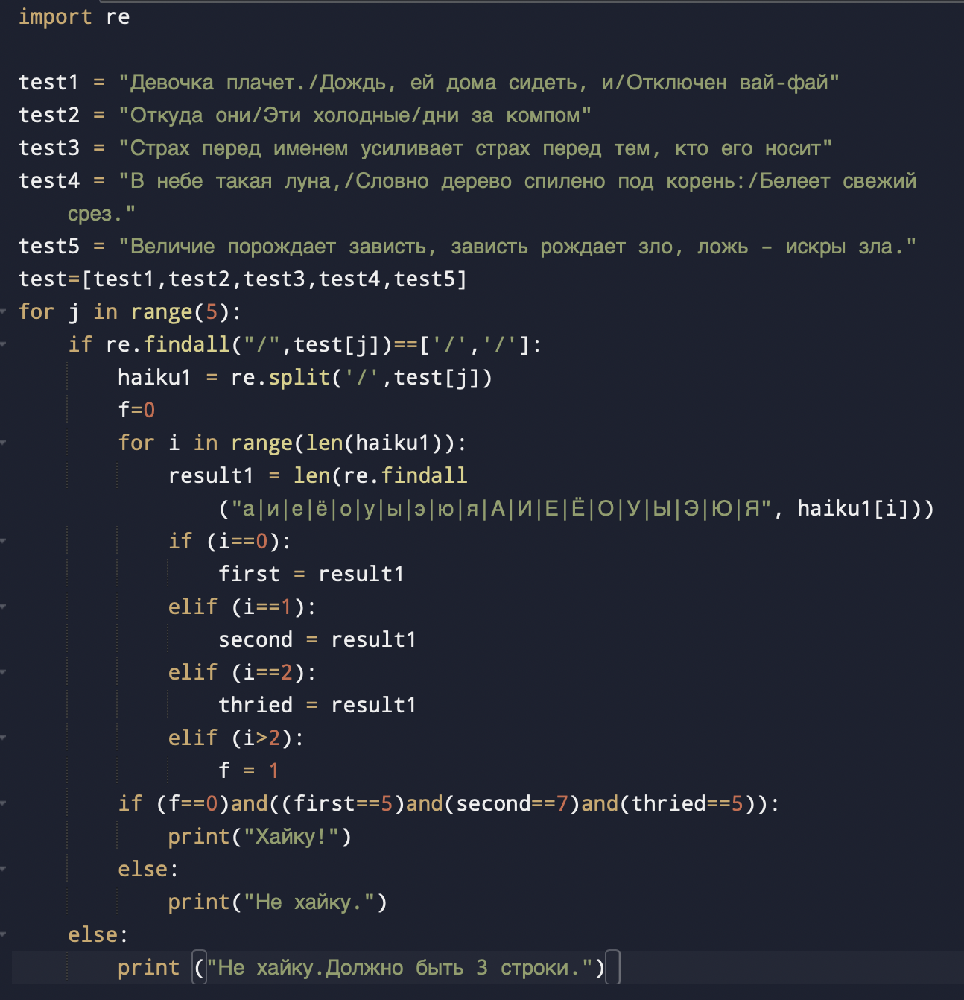 import re
test1 = "Девочка плачет./Дождь, ей дома сидеть, и/Отключен вай-фай"
test2 = "Откуда они/Эти холодные/дни за компом"
test3 = "Страх перед именем усиливает страх перед тем, кто его носит"
test4 = "В небе такая луна,/Словно дерево спилено под корень:/Белеет свежий
срез."
test5 = "Величие порождает зависть, зависть рождает зло, ложь – искры зла."
test=[test1,test2,test3,test4,test5]
for j in range(5):
    if re.findall("/",test[j])==['/','/']:
        haiku1 = re.split('/',test[j])
        f=0
        for i in range(len(haiku1)):
            result1 = len(re.findall
                ("а|и|е|ё|о|у|ы|э|ю|я|А|И|Е|Ё|О|У|Ы|Э|Ю|Я", haiku1[i]))
            if (i==0):
                first = result1
            elif (i==1):
                second = result1
            elif (i==2):
                thried = result1
            elif (i>2):
                f = 1
        if (f==0)and((first==5)and(second==7)and(thried==5)):
            print("Хайку!")
        else:
            print("Не хайку.")
    else:
        print ("Не хайку.Должно быть 3 строки.")